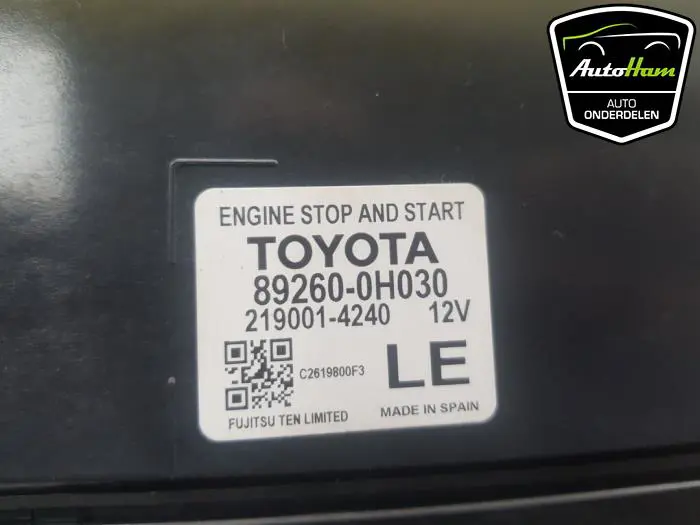 AutoHam
AUTO
ONDERDELEN
ENGINE STOP AND START
TOYOTA
89260-0H030
219001-4240 12V
C2619800F3
LE
FUJITSU TEN LIMITED
MADE IN SPAIN